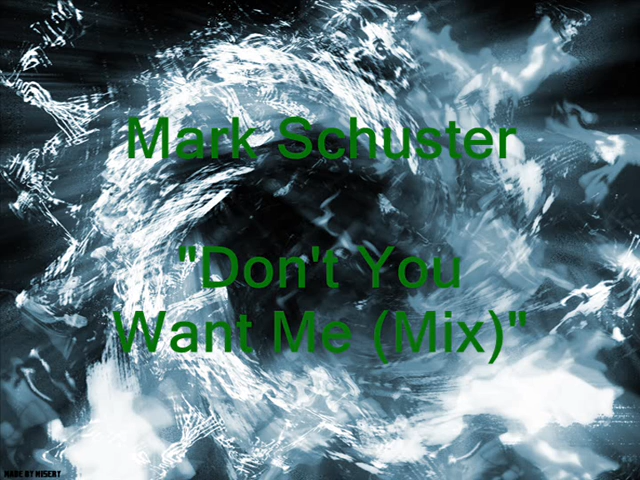 Mark Schuster
"Don't You
Want Me (Mix)"
MADE BY MISERY